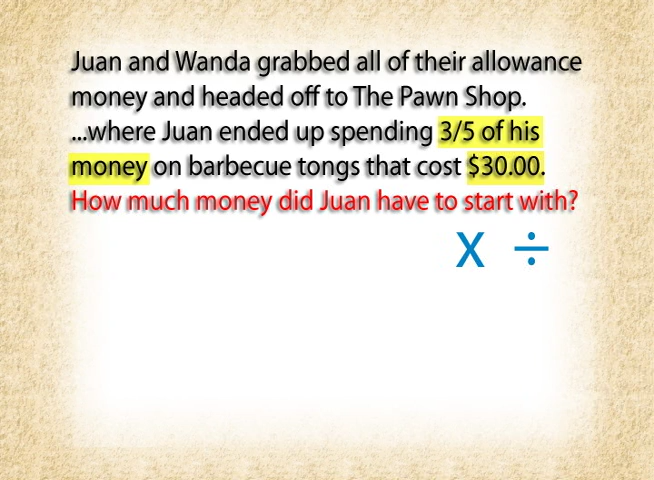 Juan and Wanda grabbed all of their allowance
money and headed off to The Pawn Shop.
...where Juan ended up spending 3/5 of his
money on barbecue tongs that cost $30.00.
How much money did Juan have to start with?
x ÷